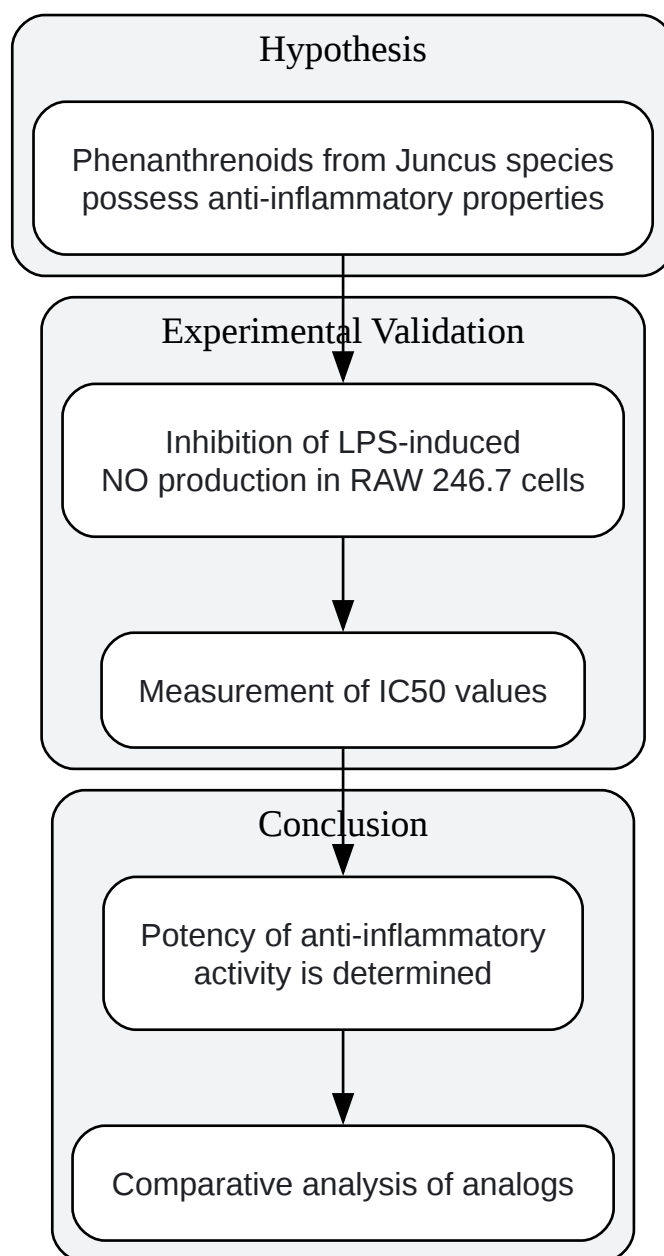 Hypothesis
Phenanthrenoids from Juncus species
possess anti-inflammatory properties
Experimental Validation
Inhibition of LPS-induced
NO production in RAW 246.7 cells
Measurement of IC50 values
Conclusion
Potency of anti-inflammatory
activity is determined
Comparative analysis of analogs